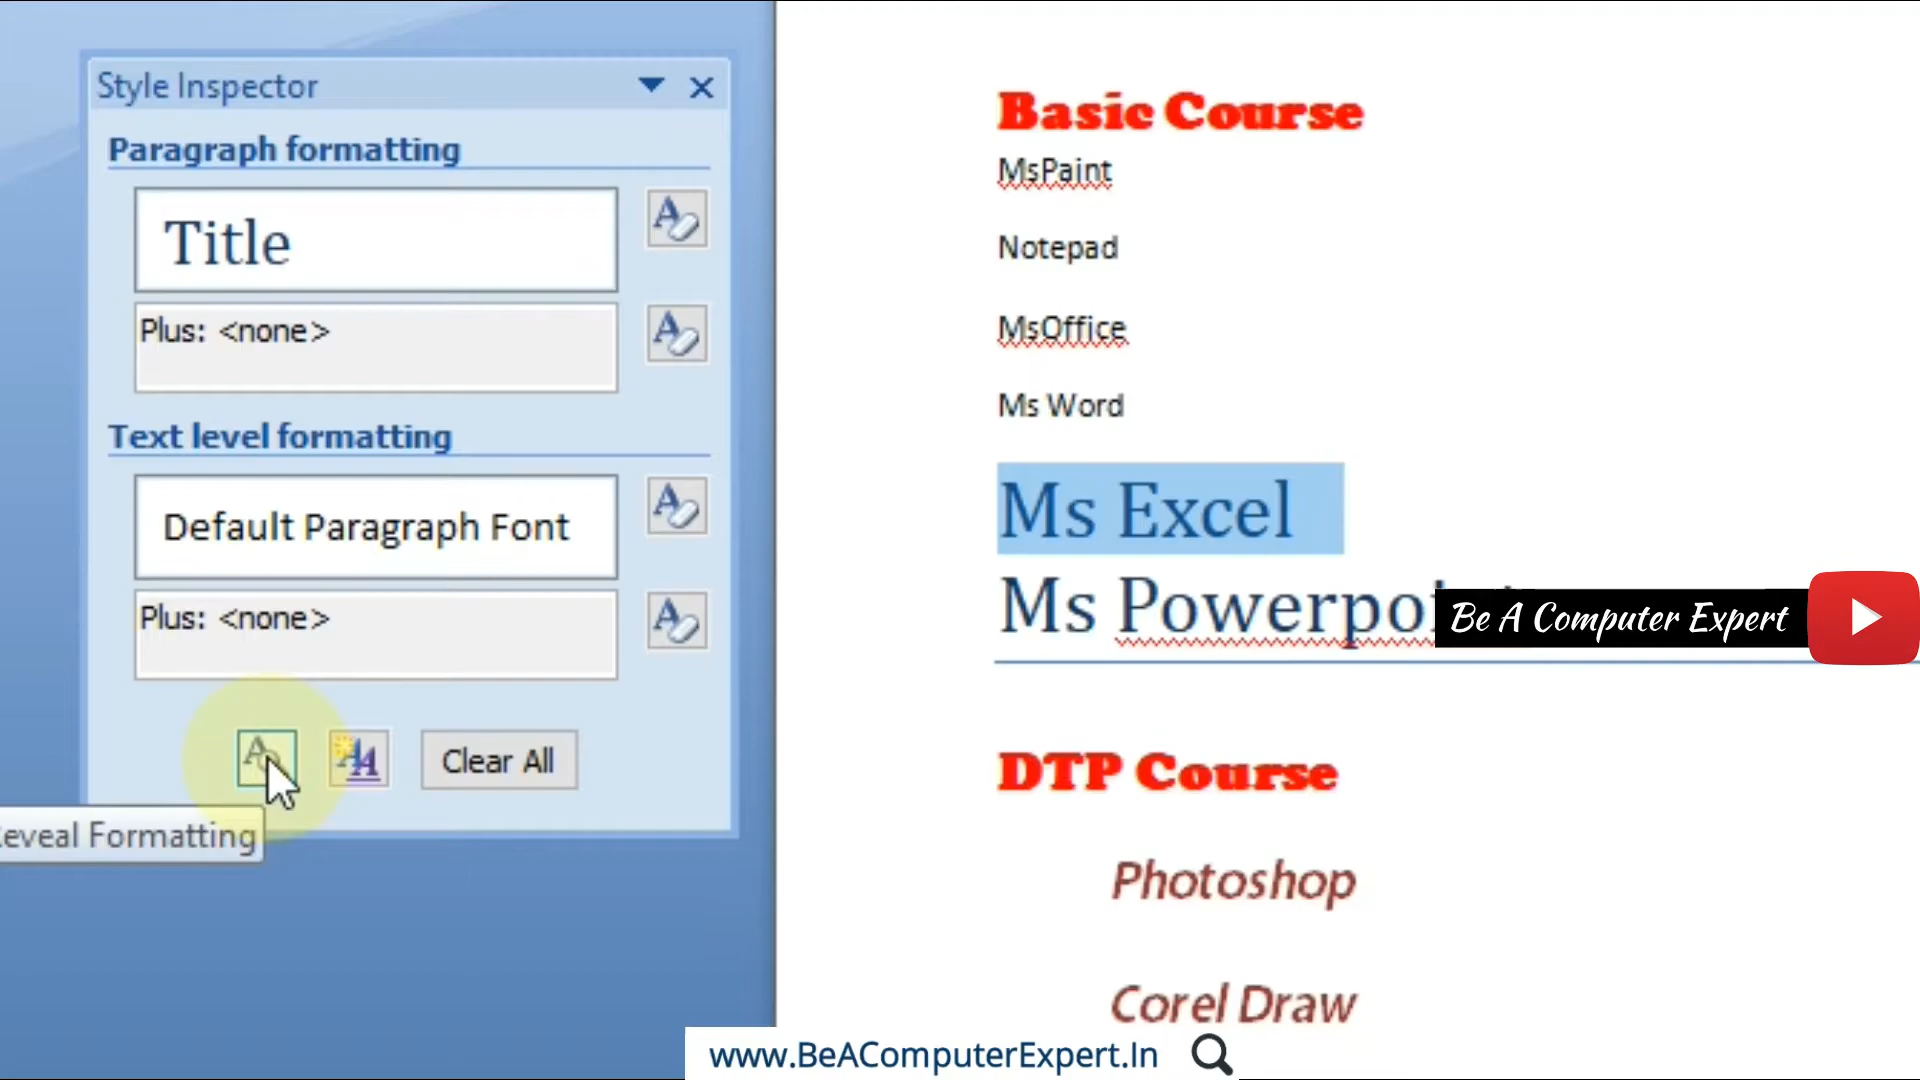 Style Inspector
Paragraph formatting
Title
Plus: <none>
Text level formatting
Default Paragraph Font
Plus: <none>
Clear All
eveal Formatting
Basic Course
MsPaint
Notepad
MsOffice
Ms Word
Ms Excel
Ms Powerpoi
Be A Computer Expert
DTP Course
Photoshop
Corel Draw
www.BeAComputerExpert.In